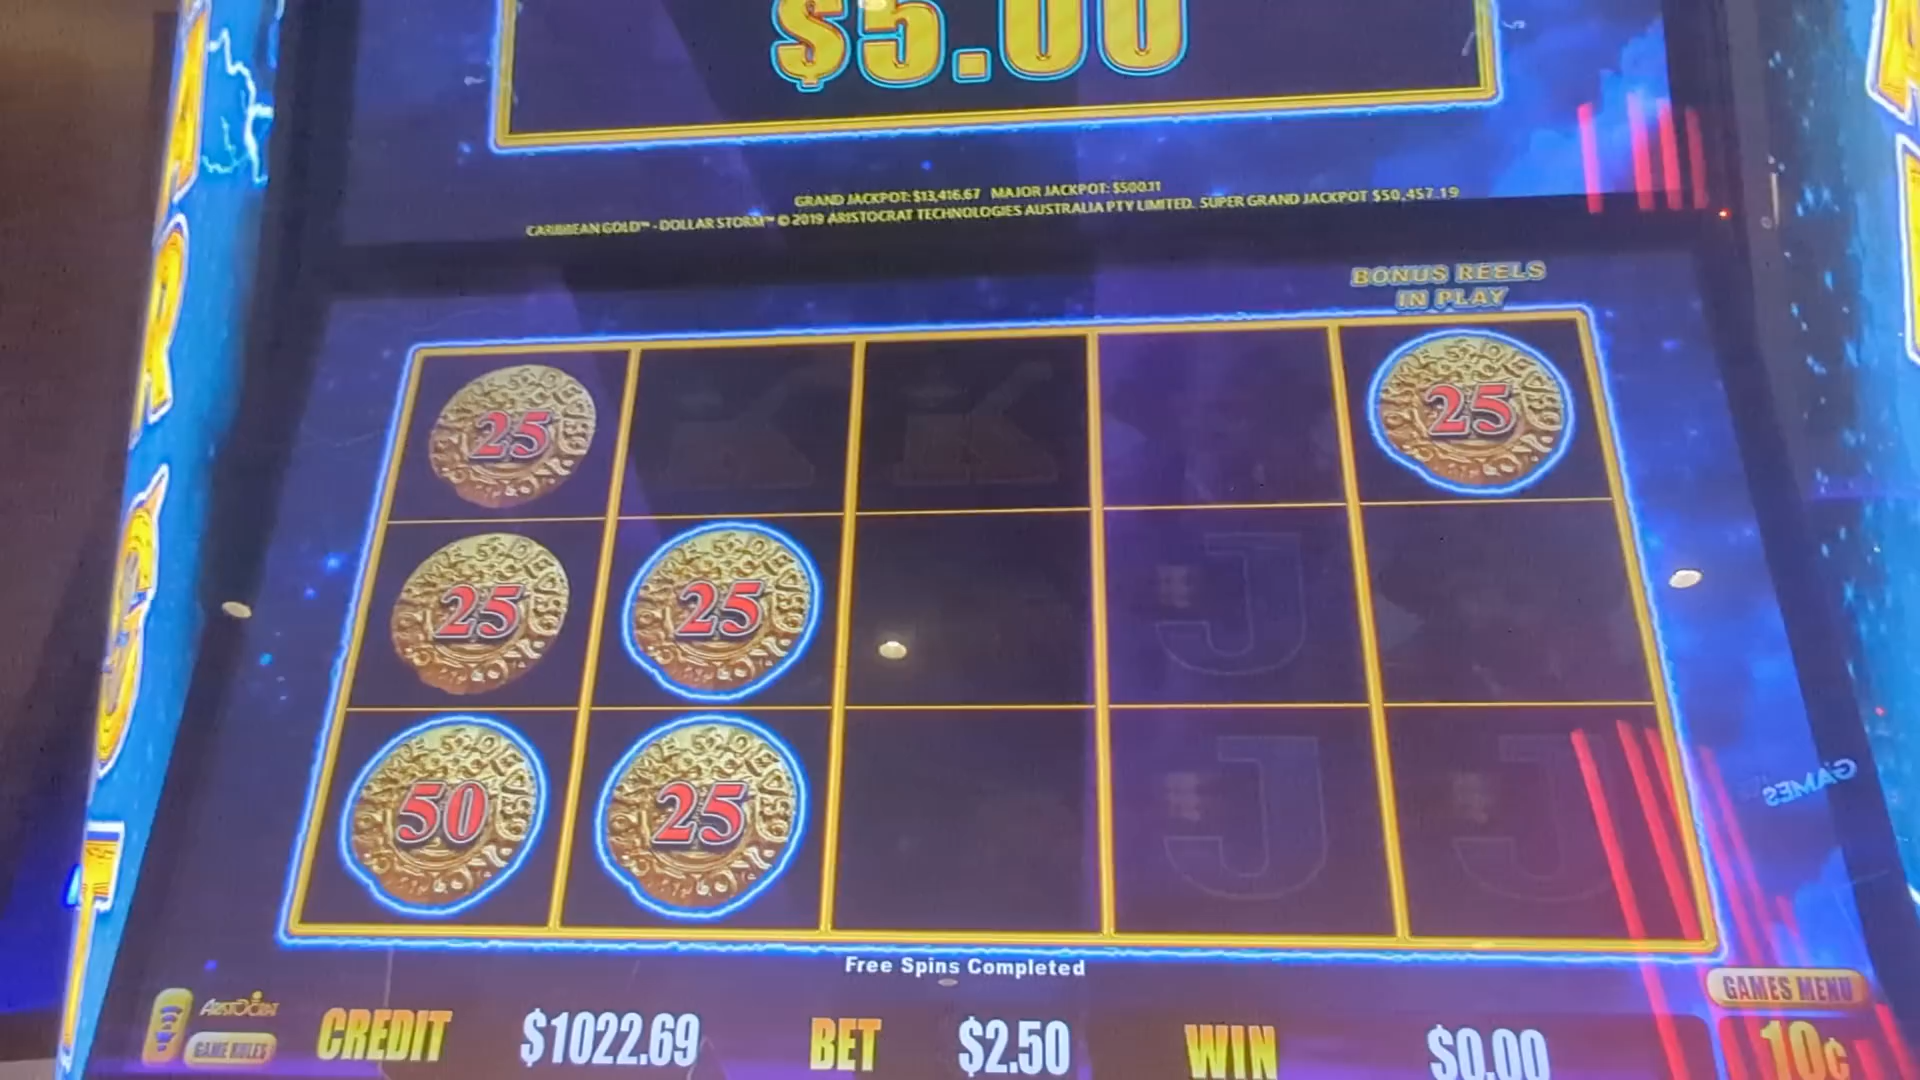 $5.00
GRAND JACKPOT: $13,416.67 MAJOR JACKPOT: $500.11
CARIBBEAN GOLD™ - DOLLAR STORM™ © 2019 ARISTOCRAT TECHNOLOGIES AUSTRALIA PTY LIMITED. SUPER GRAND JACKPOT $50,457.19
BONUS REELS
IN PLAY
25
K
K
25
25
25
J
50
25
J
J
GAMES
Free Spins Completed
ARISTOCRAT
GAME RULES
CREDIT $1022.69 BET $2.50 WIN $0.00
GAMES MENU
10¢